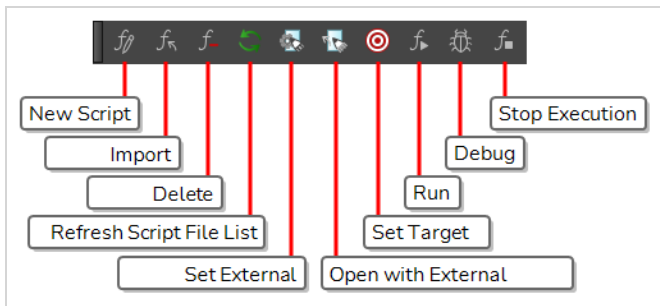 New Script
Stop Execution
Import
Debug
Delete
Run
Refresh Script File List
Set Target
Set External
Open with External